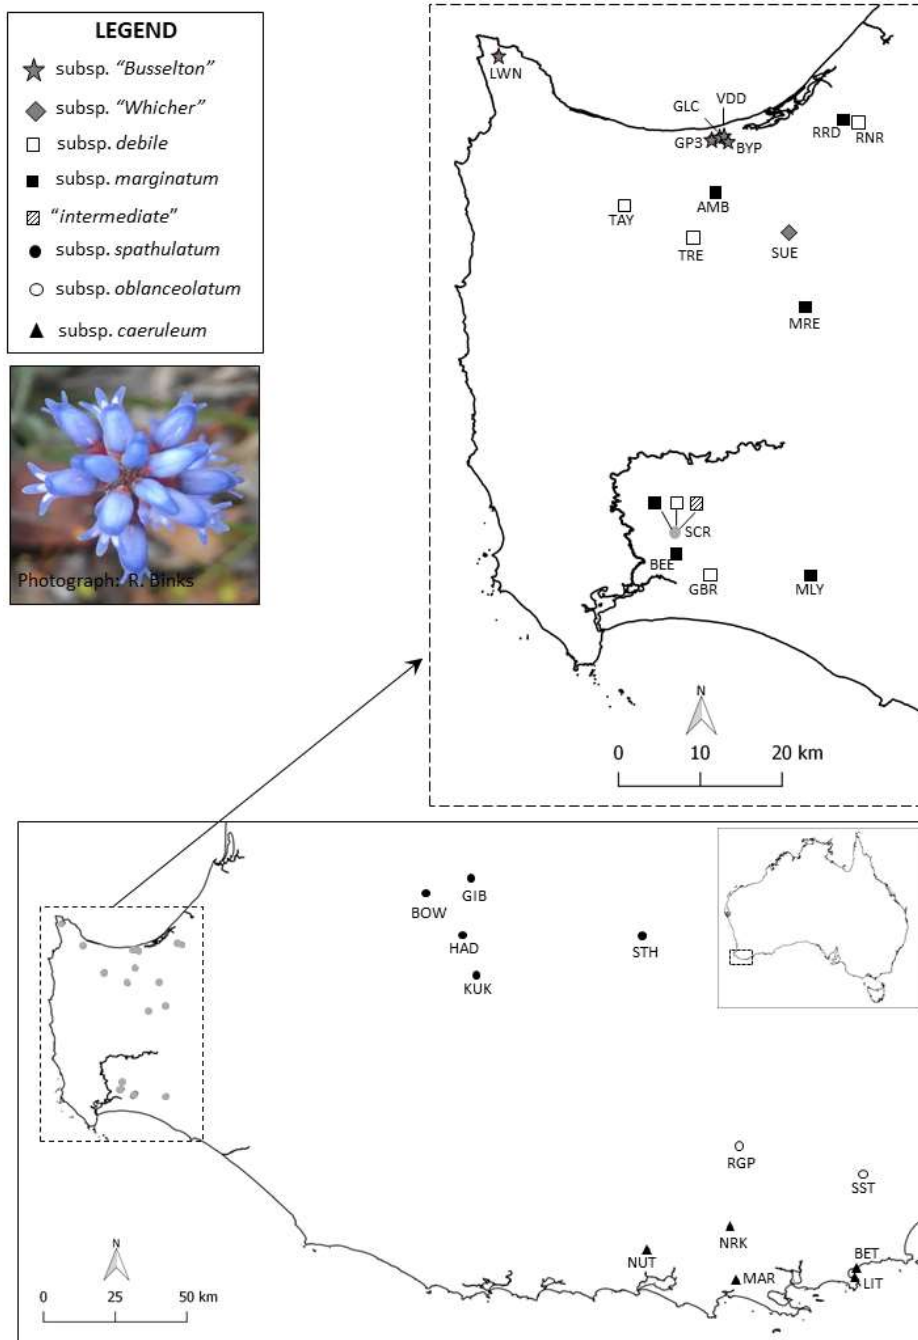 LEGEND
subsp. "Busselton"
subsp. "Whicher"
subsp. debile
subsp. marginatum
"intermediate"
subsp. spathulatum
subsp. oblanceolatum
subsp. caeruleum
Photograph: R. Binks
LWN
GLC VDD
GP3 BYP
RRD RNR
TAY AMB
TRE SUE
MRE
SCR
BEE
GBR MLY
N
0 10 20 km
GIB
BOW
HAD STH
KUK
RGP
SST
NRK
NUT BET
MAR LIT
N
0 25 50 km